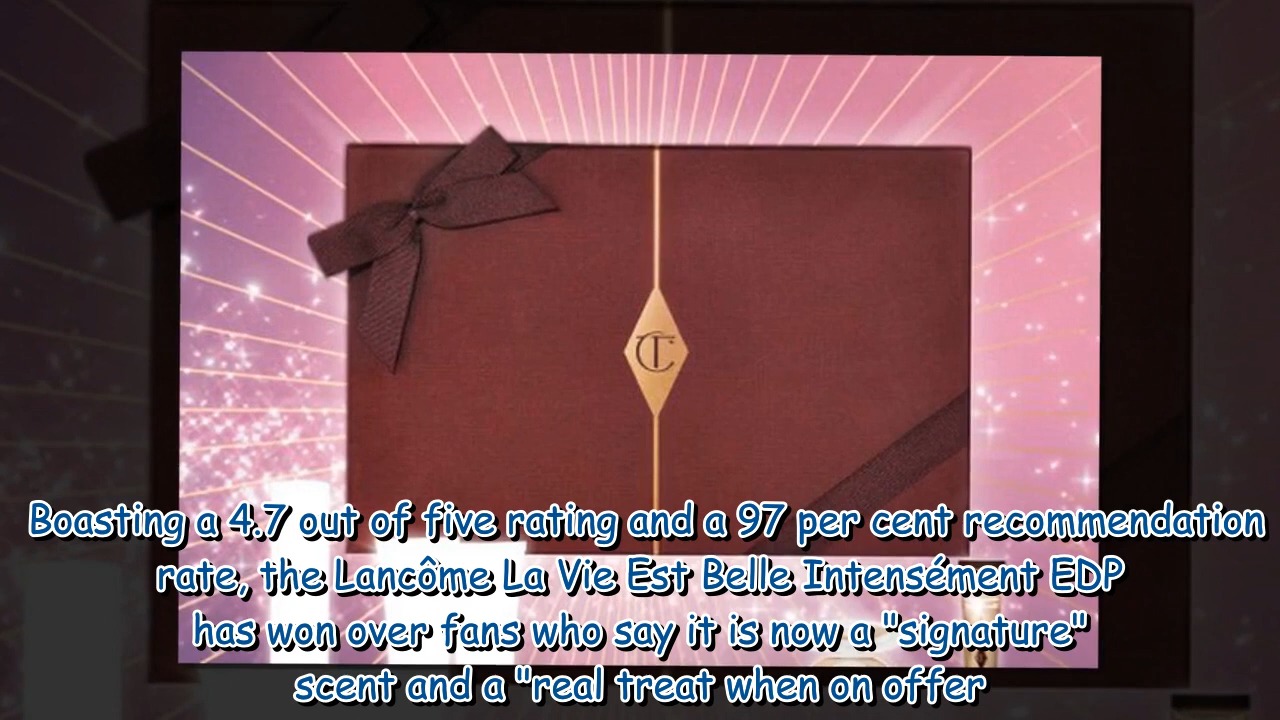 CT
Boasting a 4.7 out of five rating and a 97 per cent recommendation
rate, the Lancôme La Vie Est Belle Intensément EDP
has won over fans who say it is now a "signature"
scent and a "real treat when on offer